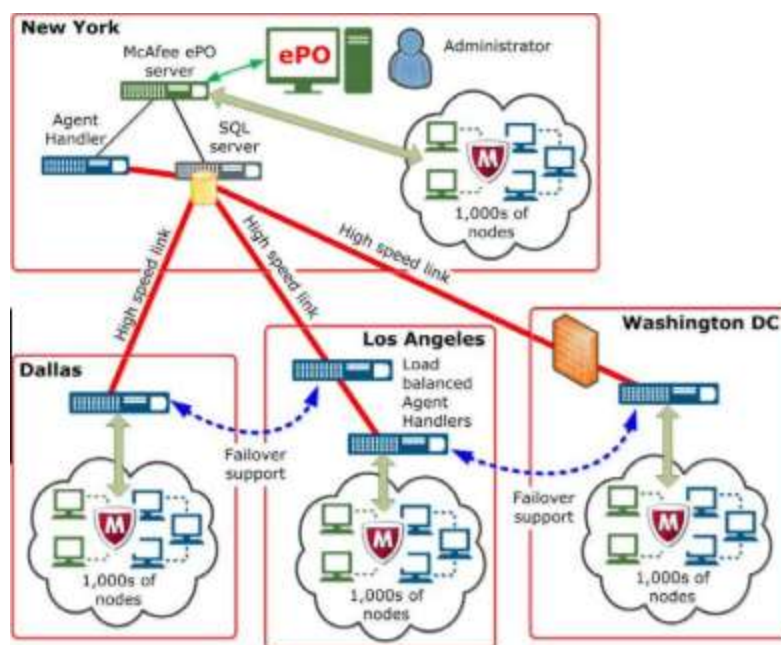 New York
McAfee ePO
server
ePO
Administrator
Agent
Handler
SQL
server
M
1,000s of
nodes
High speed link
High speed link
High speed link
Dallas
Los Angeles
Washington DC
Load
balanced
Agent
Handlers
Failover
support
Failover
support
M
1,000s of
nodes
M
1,000s of
nodes
M
1,000s of
nodes